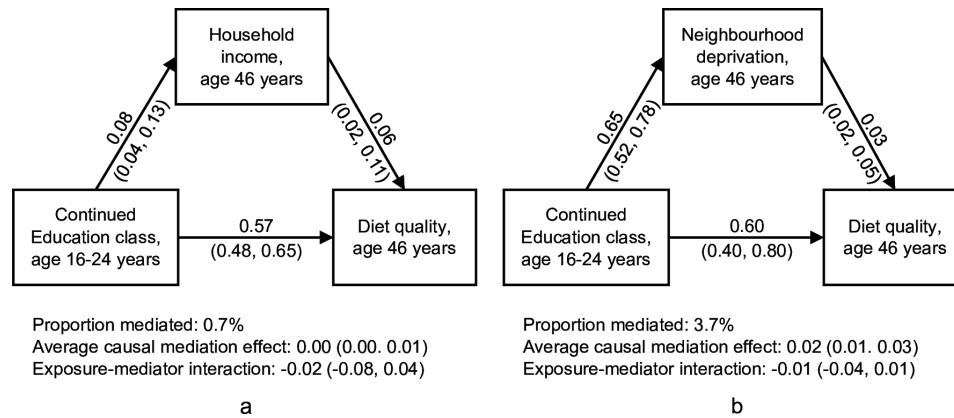 Household
income,
age 46 years
0.08
(0.04, 0.13)
0.06
(0.02, 0.11)
Continued
Education class,
age 16-24 years
0.57
(0.48, 0.65)
Diet quality,
age 46 years
Proportion mediated: 0.7%
Average causal mediation effect: 0.00 (0.00. 0.01)
Exposure-mediator interaction: -0.02 (-0.08, 0.04)
a
Neighbourhood
deprivation,
age 46 years
0.65
(0.52, 0.78)
0.03
(0.02, 0.05)
Continued
Education class,
age 16-24 years
0.60
(0.40, 0.80)
Diet quality,
age 46 years
Proportion mediated: 3.7%
Average causal mediation effect: 0.02 (0.01. 0.03)
Exposure-mediator interaction: -0.01 (-0.04, 0.01)
b